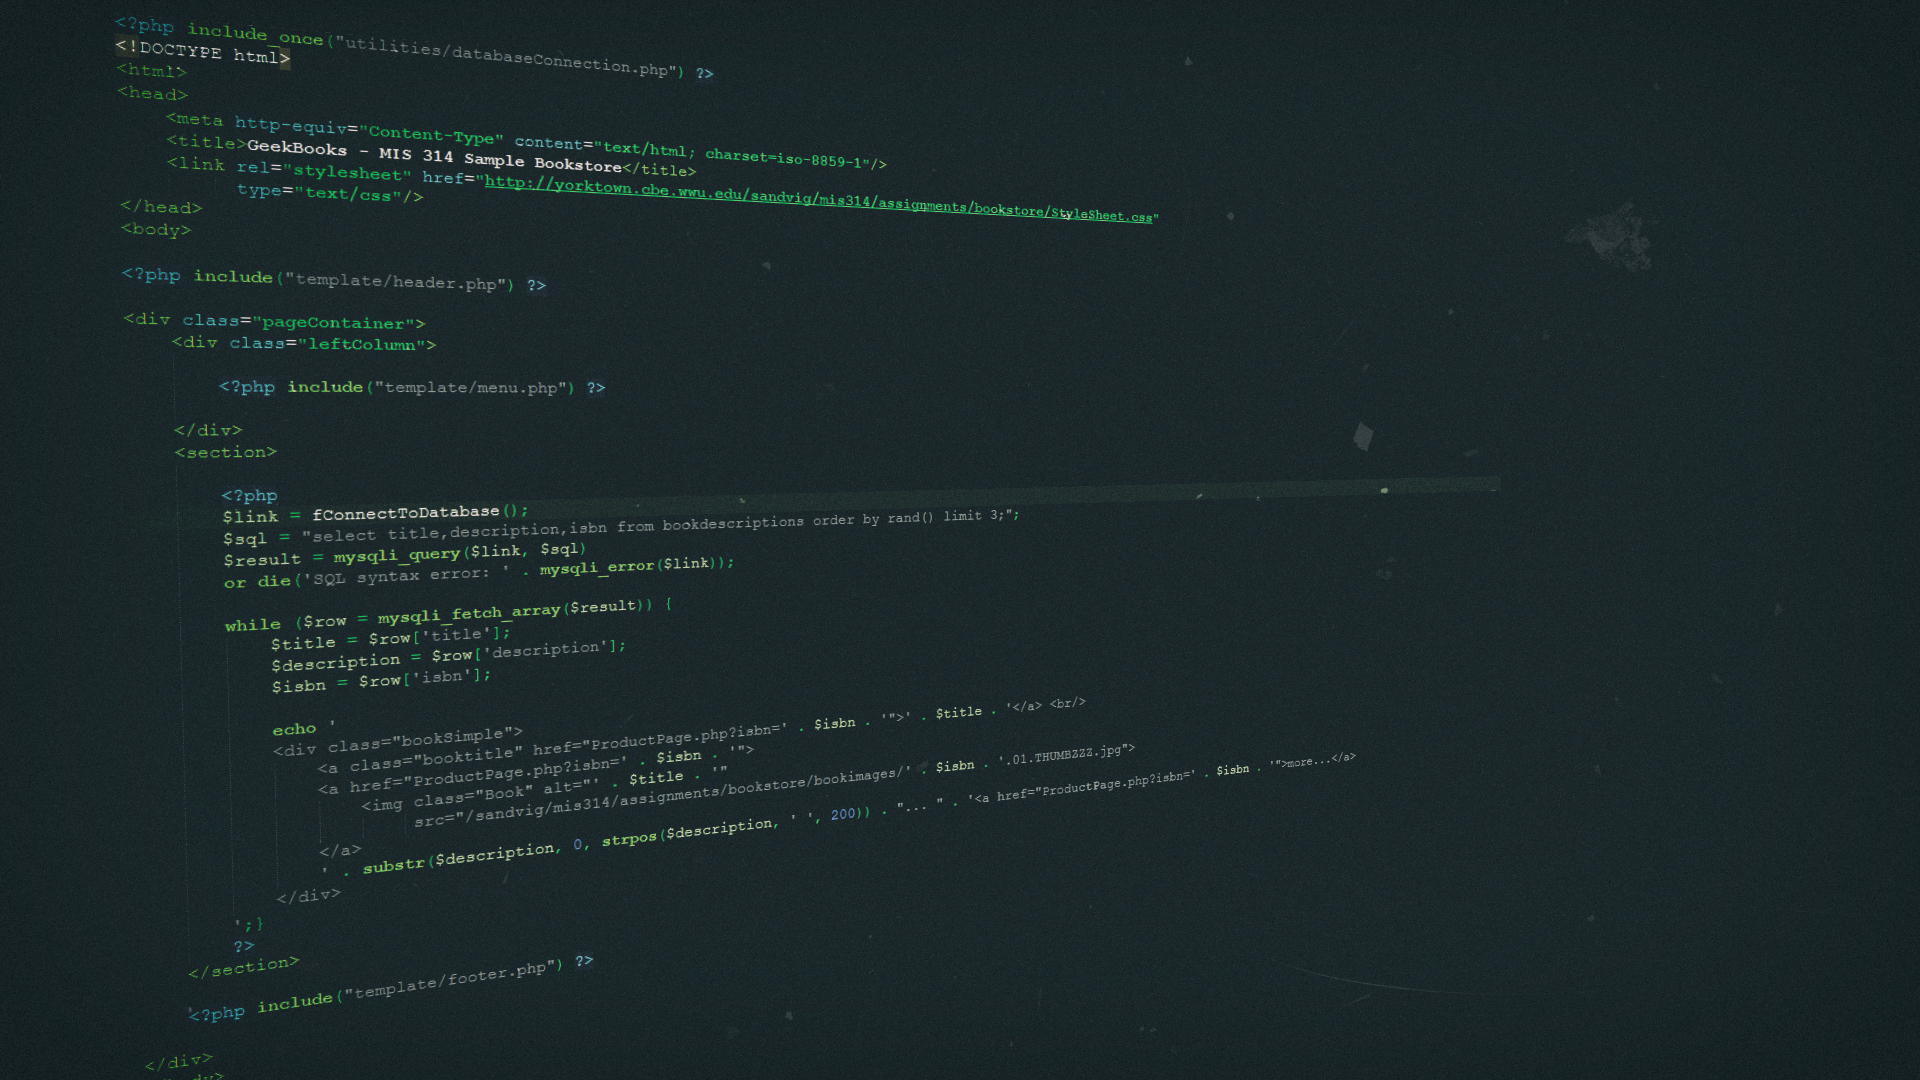 <?php include_once("utilities/databaseConnection.php") ?>
<!DOCTYPE html>
<html>
<head>
<meta http-equiv="Content-Type" content="text/html; charset=iso-8859-1"/>
<title>GeekBooks - MIS 314 Sample Bookstore</title>
<link rel="stylesheet" href="http://yorktown.cbe.wwu.edu/sandvig/mis314/assignments/bookstore/StyleSheet.css"
type="text/css"/>
</head>
<body>
<?php include("template/header.php") ?>
<div class="pageContainer">
<div class="leftColumn">
<?php include("template/menu.php") ?>
</div>
<section>
<?php
$link = fConnectToDatabase();
$sql = "select title,description,isbn from bookdescriptions order by rand() limit 3;";
$result = mysqli_query($link, $sql)
or die('SQL syntax error: ' . mysqli_error($link));
while ($row = mysqli_fetch_array($result)) {
$title = $row['title'];
$description = $row['description'];
$isbn = $row['isbn'];
echo '
<div class="bookSimple">
<a class="booktitle" href="ProductPage.php?isbn=' . $isbn . '">' . $title . '</a> <br/>
<a href="ProductPage.php?isbn=' . $isbn . '">
<img class="Book" alt="' . $title . '"
src="/sandvig/mis314/assignments/bookstore/bookimages/' . $isbn . '.01.THUMBZZZ.jpg">
</a>
' . substr($description, 0, strpos($description, ' ', 200)) . "... " . '<a href="ProductPage.php?isbn=' . $isbn . '">more...</a>
</div>
';}
?>
</section>
<?php include("template/footer.php") ?>
</div>